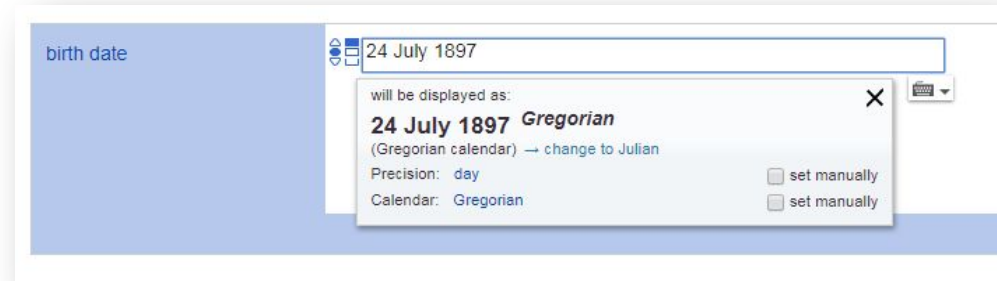 birth date
24 July 1897
will be displayed as:
24 July 1897 Gregorian
(Gregorian calendar) → change to Julian
Precision: day set manually
Calendar: Gregorian set manually